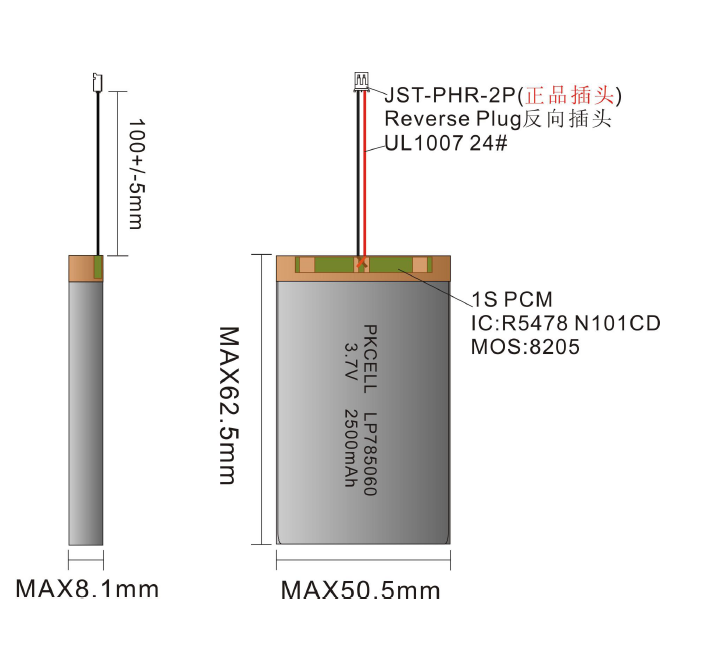 JST-PHR-2P(正品插头)
Reverse Plug反向插头
UL1007 24#
100+/-5mm
1S PCM
IC:R5478 N101CD
MOS:8205
MAX62.5mm
PKCELL LP785060
3.7V 2500mAh
MAX8.1mm
MAX50.5mm